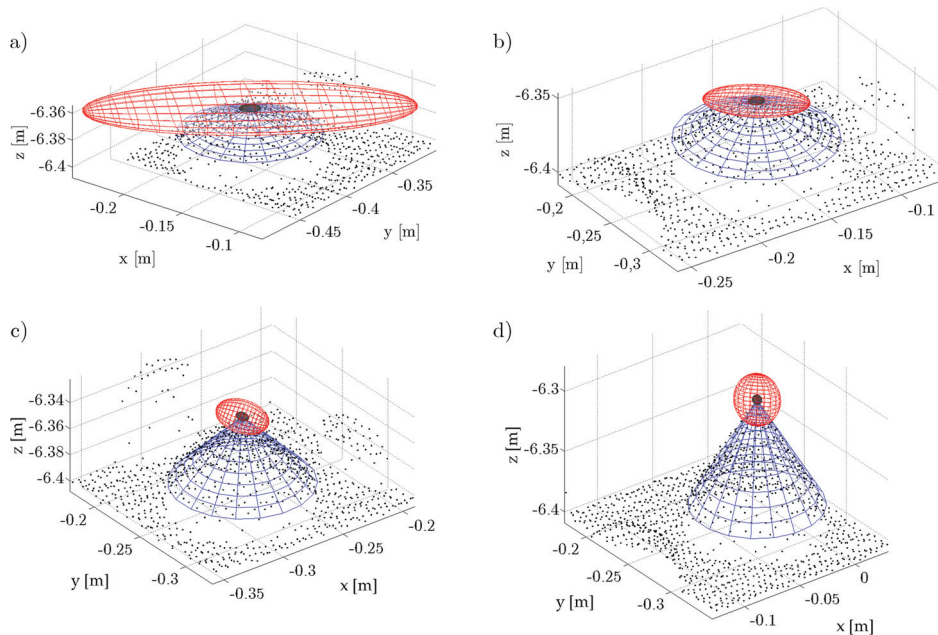 a)
-6.36
-6.38
-6.4
z [m]
-0.2
-0.15
-0.1
x [m]
-0.45
-0.4
-0.35
y [m]
b)
-6.35
-6.4
z [m]
-0,2
-0,25
-0,3
y [m]
-0.25
-0.2
-0.15
-0.1
x [m]
c)
-6.34
-6.36
-6.38
-6.4
z [m]
-0.2
-0.25
-0.3
y [m]
-0.35
-0.3
-0.25
-0.2
x [m]
d)
-6.3
-6.35
-6.4
z [m]
-0.2
-0.25
-0.3
y [m]
-0.1
-0.05
0
x [m]